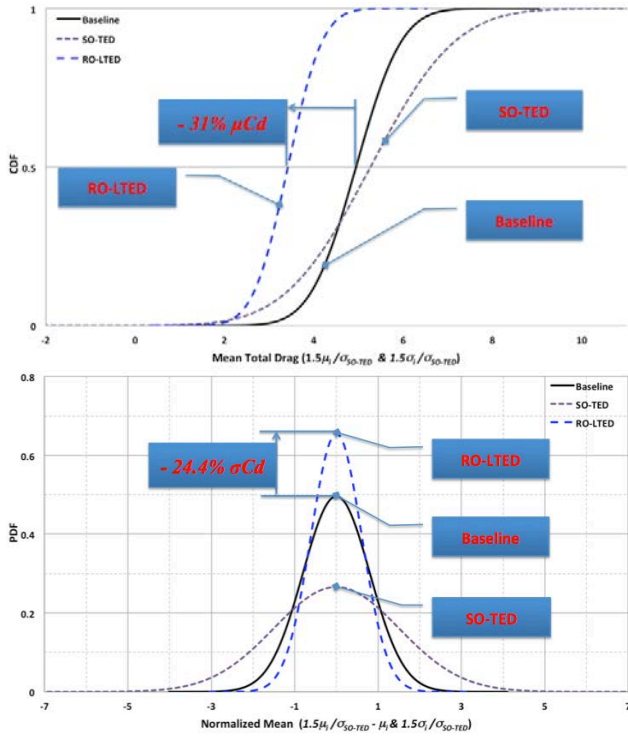 1
Baseline
SO-TED
RO-LTED
- 31% μCd
SO-TED
CDF
0.5
RO-LTED
Baseline
0
-2 0 2 4 6 8 10
Mean Total Drag (1.5μi/σSO-TED & 1.5σi/σSO-TED)
0.8
Baseline
SO-TED
RO-LTED
0.6
- 24.4% σCd
RO-LTED
PDF
0.4
Baseline
0.2
SO-TED
0
-7 -5 -3 -1 1 3 5 7
Normalized Mean (1.5μi/σSO-TED - μi & 1.5σi/σSO-TED)